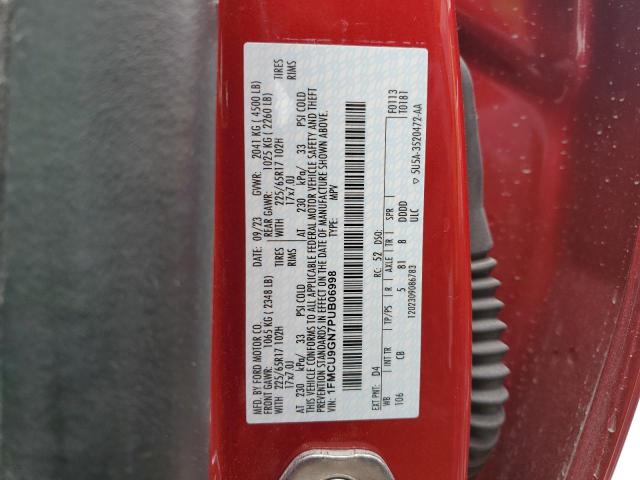 MFD. BY FORD MOTOR CO.
DATE: 09/23 GVWR: 2041 KG ( 4500 LB)
FRONT GAWR: 1065 KG ( 2348 LB) REAR GAWR: 1025 KG ( 2260 LB)
WITH 225/65R17 102H TIRES WITH 225/65R17 102H TIRES
17x7.0J RIMS 17x7.0J RIMS
AT 230 kPa/ 33 PSI COLD AT 230 kPa/ 33 PSI COLD
THIS VEHICLE CONFORMS TO ALL APPLICABLE FEDERAL MOTOR VEHICLE SAFETY AND THEFT
PREVENTION STANDARDS IN EFFECT ON THE DATE OF MANUFACTURE SHOWN ABOVE.
VIN: 1FMCU9GN7PUB06998 TYPE: MPV
F0113
T0181
EXT PNT: D4 RC: 52 DSO:
WB INT TR TP/PS R AXLE TR SPR
106 CB 5 81 8 DDDD
ULC
1202309086783 5U5A-3520472-AA